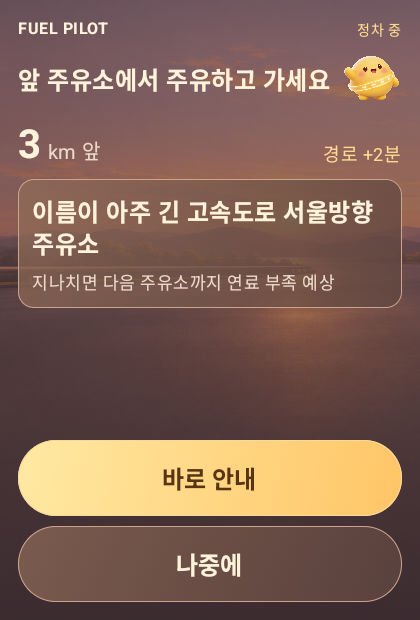 FUEL PILOT
정차 중
앞 주유소에서 주유하고 가세요
3 km 앞
경로 +2분
이름이 아주 긴 고속도로 서울방향
주유소
지나치면 다음 주유소까지 연료 부족 예상
바로 안내
나중에